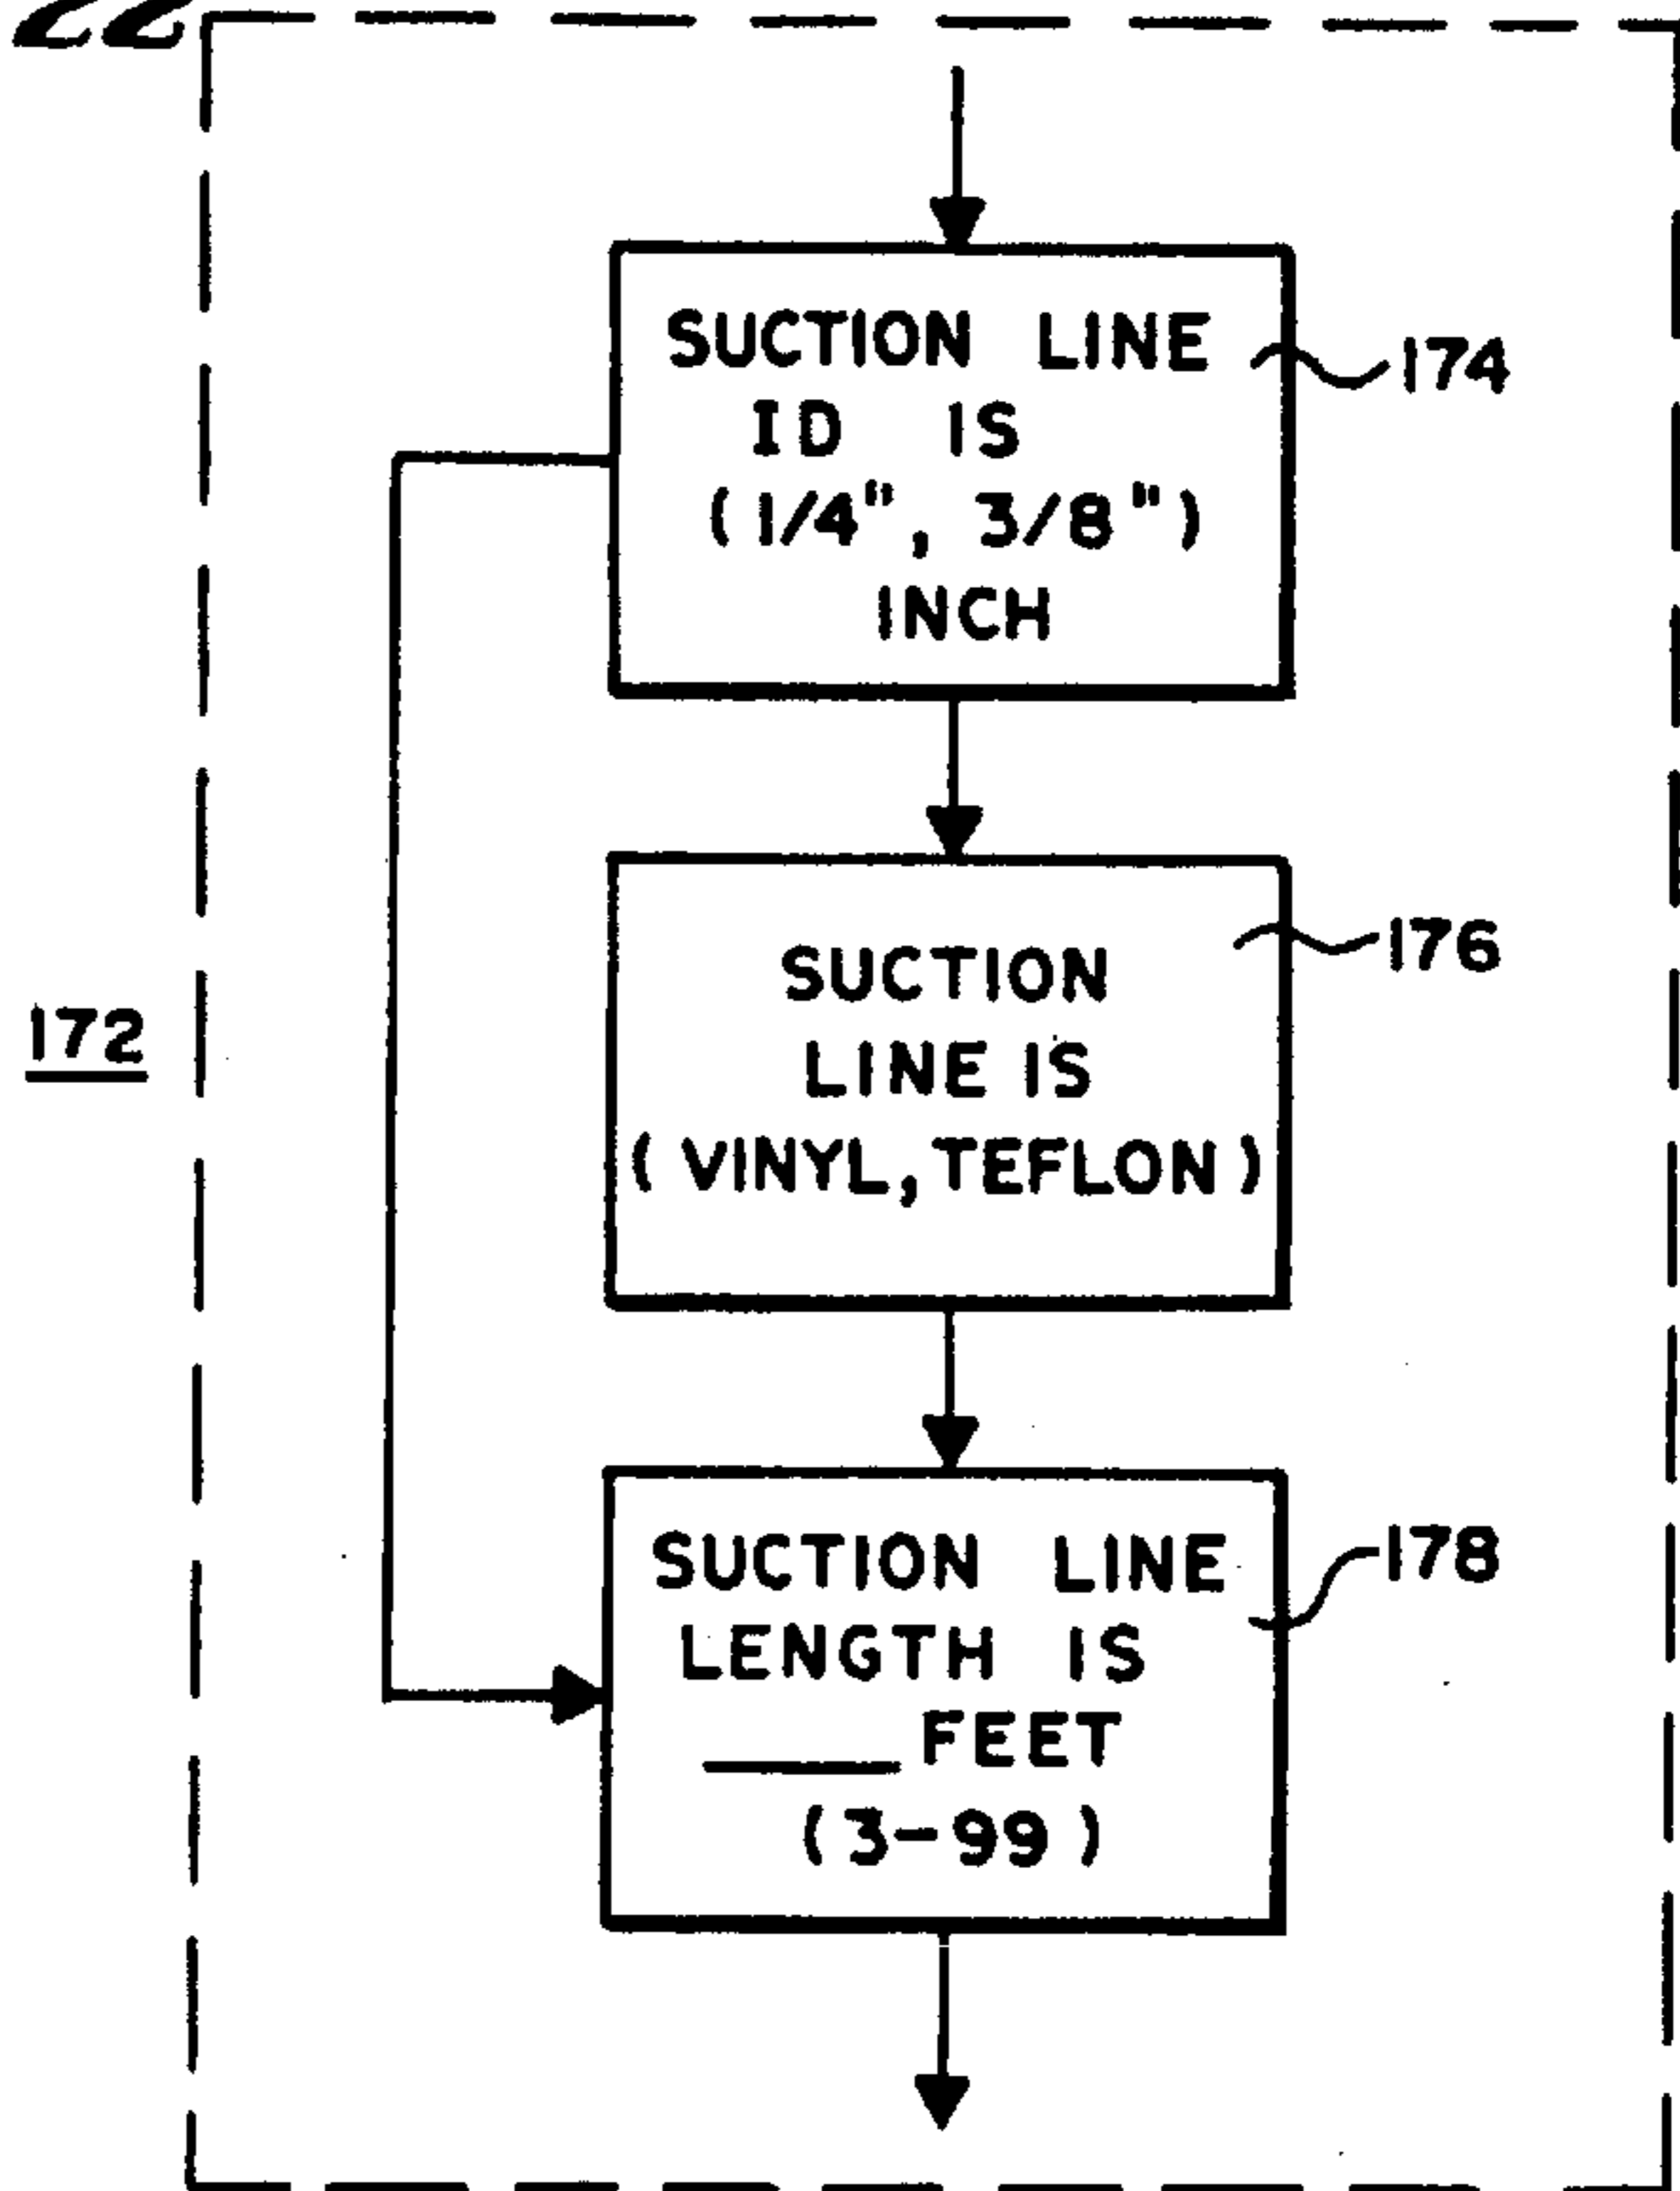 SUCTION LINE
ID IS
(1/4", 3/8")
INCH
174
SUCTION
LINE IS
(VINYL, TEFLON)
176
172
SUCTION LINE
LENGTH IS
____ FEET
(3-99)
178